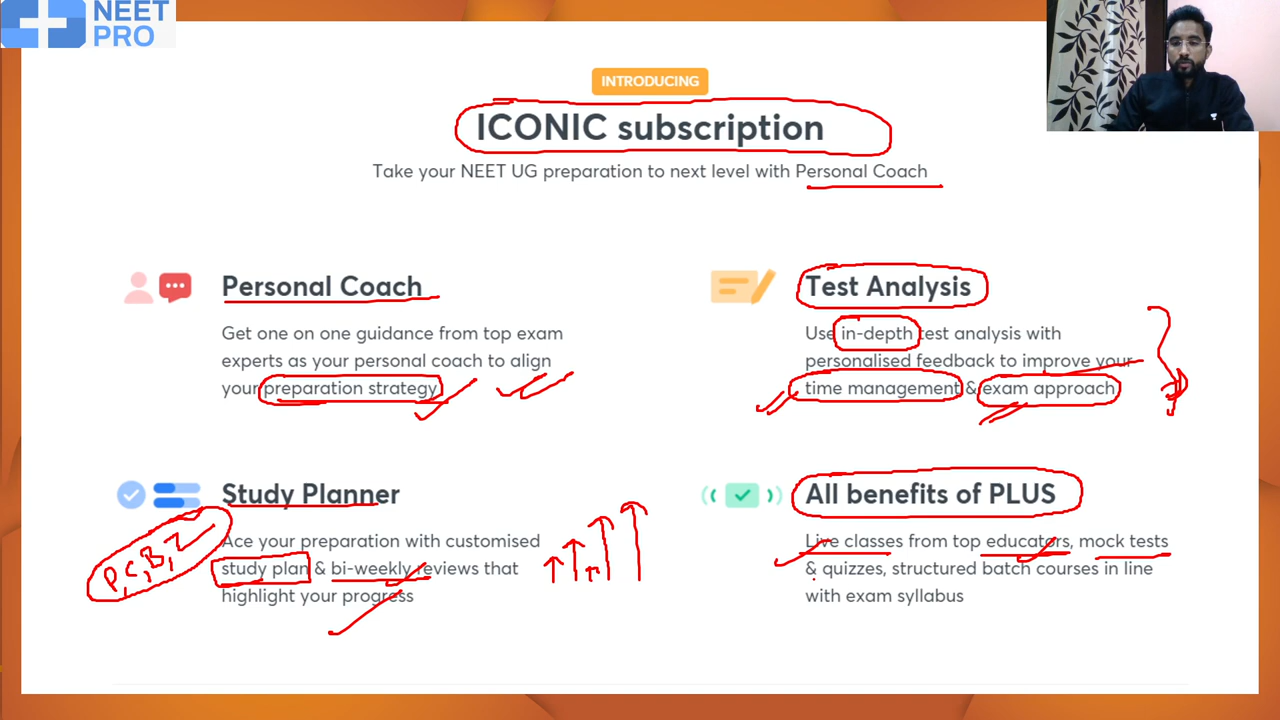 NEET
PRO
INTRODUCING
ICONIC subscription
Take your NEET UG preparation to next level with Personal Coach
Personal Coach
Get one on one guidance from top exam
experts as your personal coach to align
your preparation strategy
Test Analysis
Use in-depth test analysis with
personalised feedback to improve your
time management & exam approach
Study Planner
Ace your preparation with customised
study plan & bi-weekly reviews that
highlight your progress
P, C, B, Z
All benefits of PLUS
Live classes from top educators, mock tests
& quizzes, structured batch courses in line
with exam syllabus